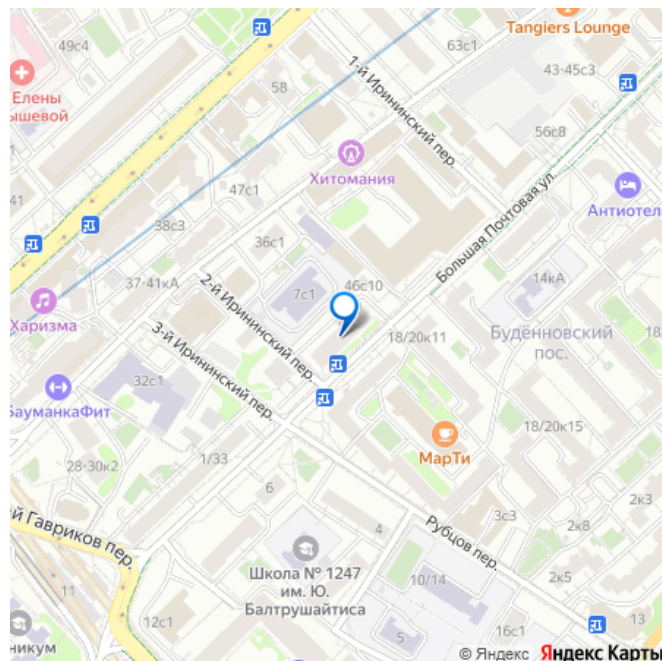 49с4
63с1
Tangiers Lounge
43-45с3
Елены
ышевой
58
1-й Ирининский пер.
56с8
Хитомания
47с1
Большая Почтовая ул.
Антиотел
38с3
36с1
37-41кА
7с1
46с10
14кА
Харизма
2-й Ирининский пер.
18/20к11
Будённовский
пос.
3-й Ирининский пер.
32с1
БауманкаФит
18/20к15
МарТи
28-30к2
1/33
6
2к3
3с3
2к8
й Гавриков пер.
4
Рубцов пер.
Школа № 1247
им. Ю.
Балтрушайтиса
10/14
2к5
11
12с1
5
16с1
13
никум
© Яндекс Яндекс Карты